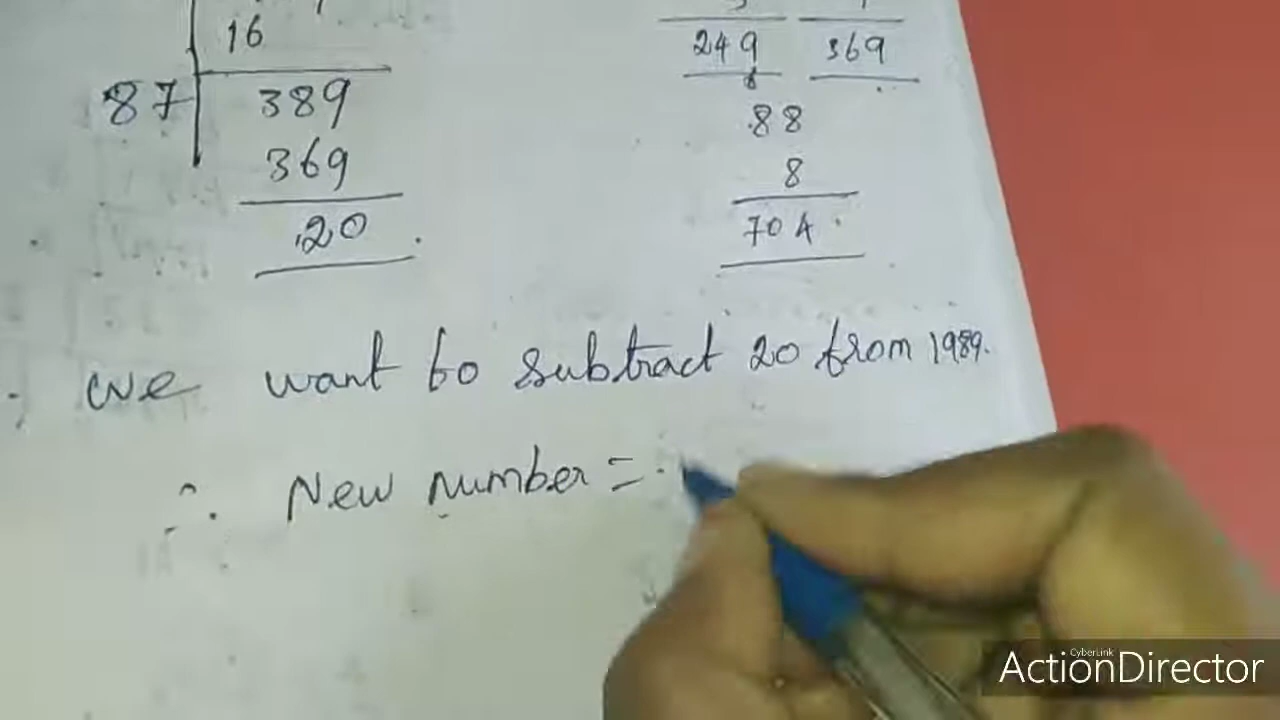 16
87 389
369
20
249 369
88
8
704
we want to subtract 20 from 1989.
∴ New number =
CyberLink
ActionDirector